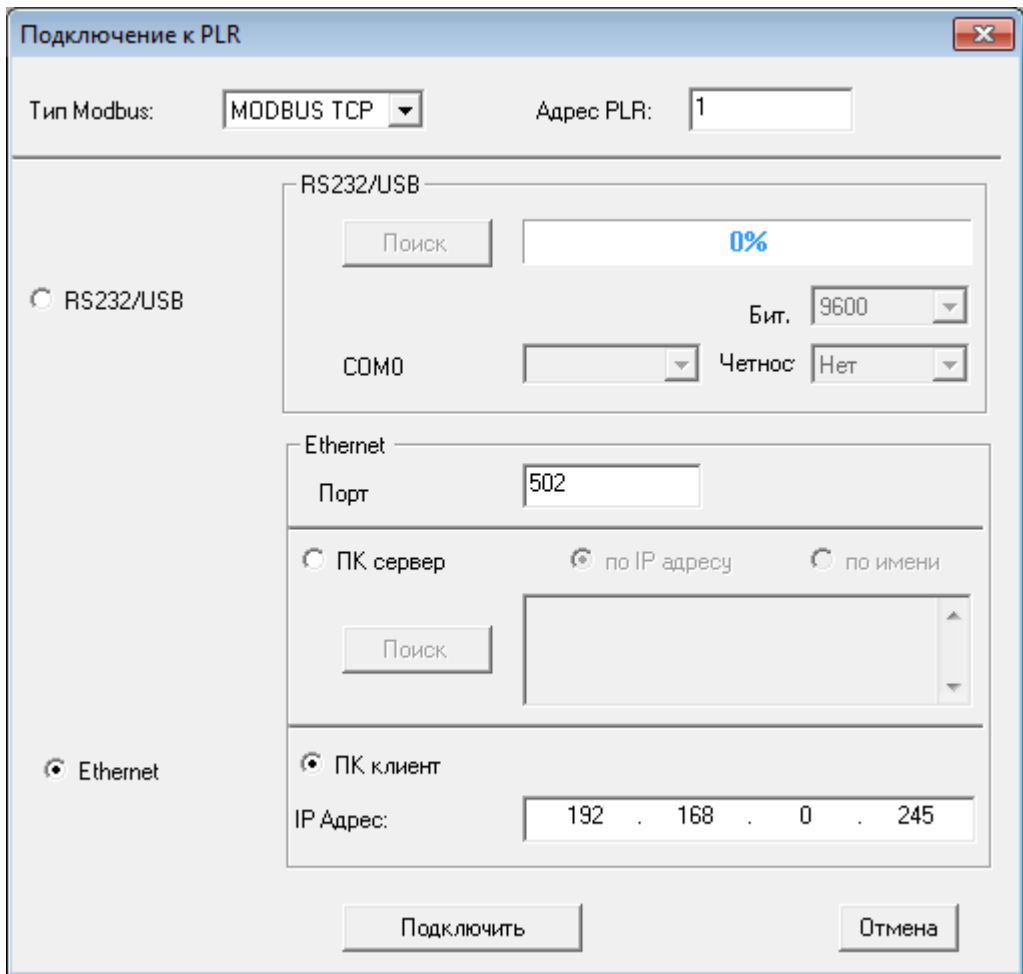 Подключение к PLR
Тип Modbus: MODBUS TCP Адрес PLR: 1
RS232/USB
Поиск 0%
RS232/USB
Бит. 9600
COM0 Четнос Нет
Ethernet
Порт 502
ПК сервер по IP адресу по имени
Поиск
Ethernet
ПК клиент
IP Адрес: 192 . 168 . 0 . 245
Подключить Отмена